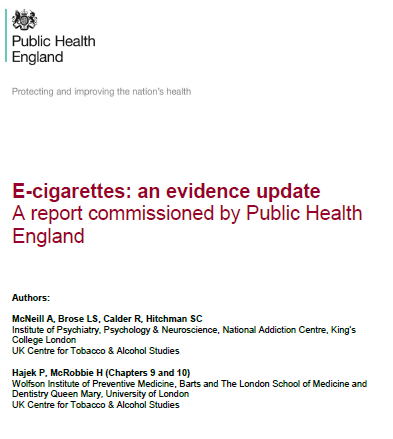 Public Health
England
Protecting and improving the nation's health
E-cigarettes: an evidence update
A report commissioned by Public Health
England
Authors:
McNeill A, Brose LS, Calder R, Hitchman SC
Institute of Psychiatry, Psychology & Neuroscience, National Addiction Centre, King's
College London
UK Centre for Tobacco & Alcohol Studies
Hajek P, McRobbie H (Chapters 9 and 10)
Wolfson Institute of Preventive Medicine, Barts and The London School of Medicine and
Dentistry Queen Mary, University of London
UK Centre for Tobacco & Alcohol Studies